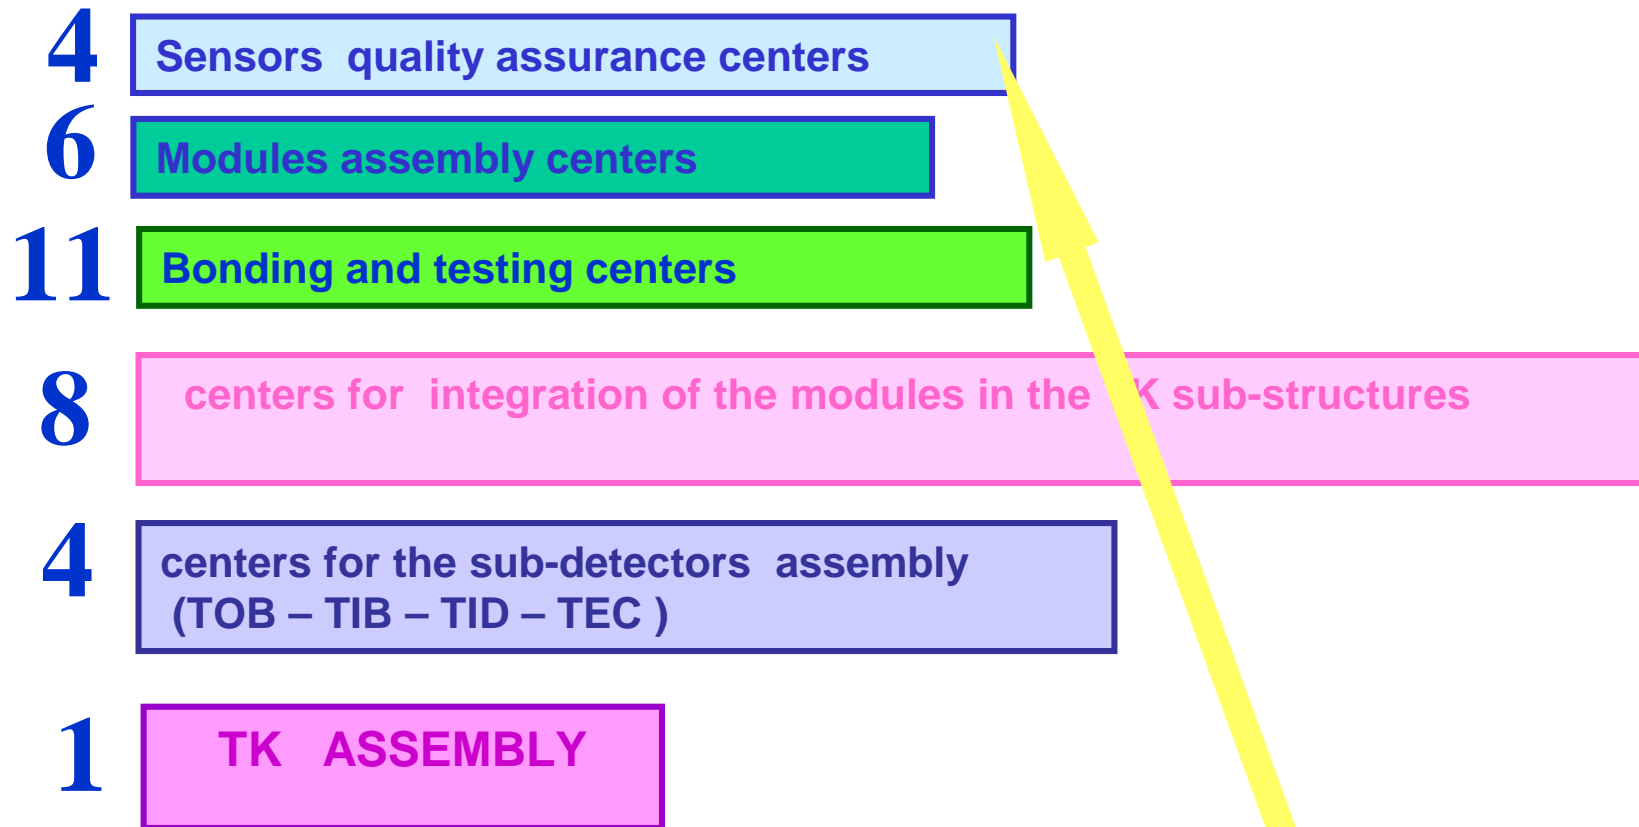 4 Sensors quality assurance centers
6 Modules assembly centers
11 Bonding and testing centers
8 centers for integration of the modules in the K sub-structures
4 centers for the sub-detectors assembly
(TOB – TIB – TID – TEC )
1 TK ASSEMBLY